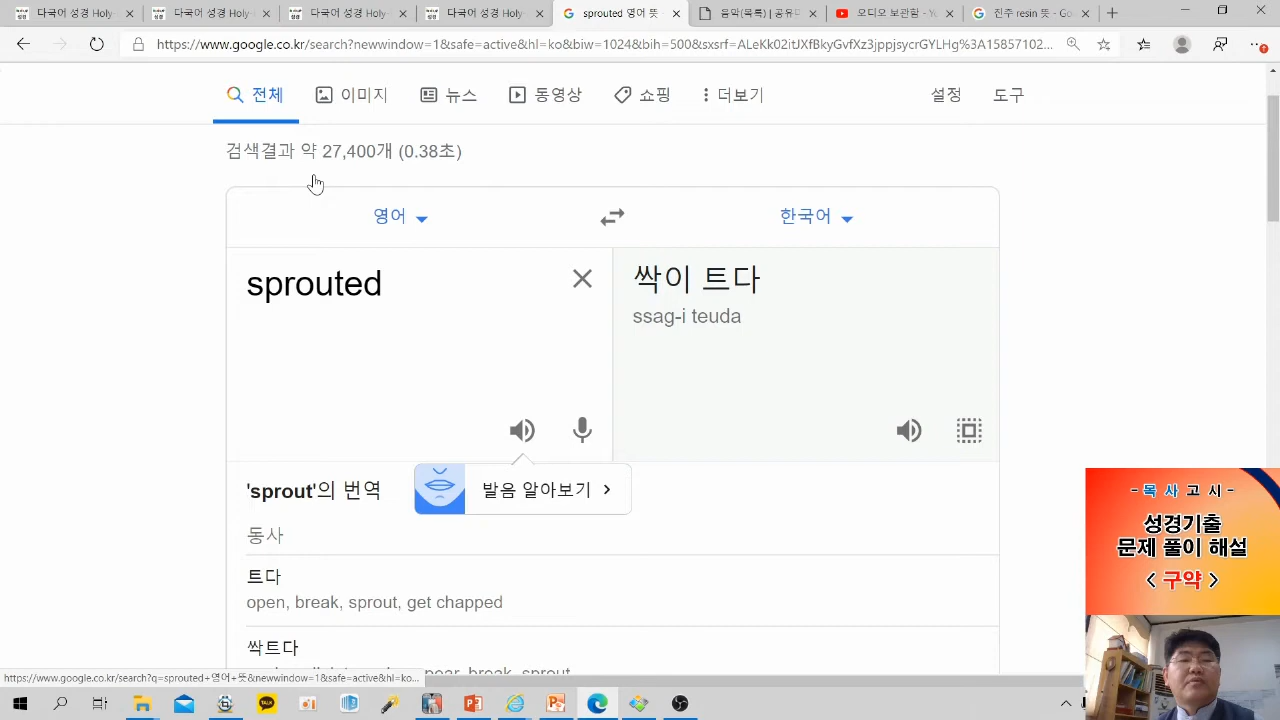 다국어 성경 Holy-
다국어 성경 Holy-
다국어 성경 Holy-
다국어 성경 Holy-
sprouted 영어 뜻
음악(목록) | 공유미
오디오 보관함 - Yo
진주 resin 뜻 - Goo
https://www.google.co.kr/search?newwindow=1&safe=active&hl=ko&biw=1024&bih=500&sxsrf=ALeKk02itJXfBkyGvfXz3jppjsycrGYLHg%3A15857102...
전체 이미지 뉴스 동영상 쇼핑 더보기 설정 도구
검색결과 약 27,400개 (0.38초)
영어 한국어
sprouted
싹이 트다
ssag-i teuda
발음 알아보기
'sprout'의 번역
동사
트다
open, break, sprout, get chapped
싹트다
break, sprout
https://www.google.co.kr/search?q=sprouted+영어+뜻&newwindow=1&safe=active&hl=ko...
TALK
- 목사 고시 -
성경기출
문제 풀이 해설
< 구약 >